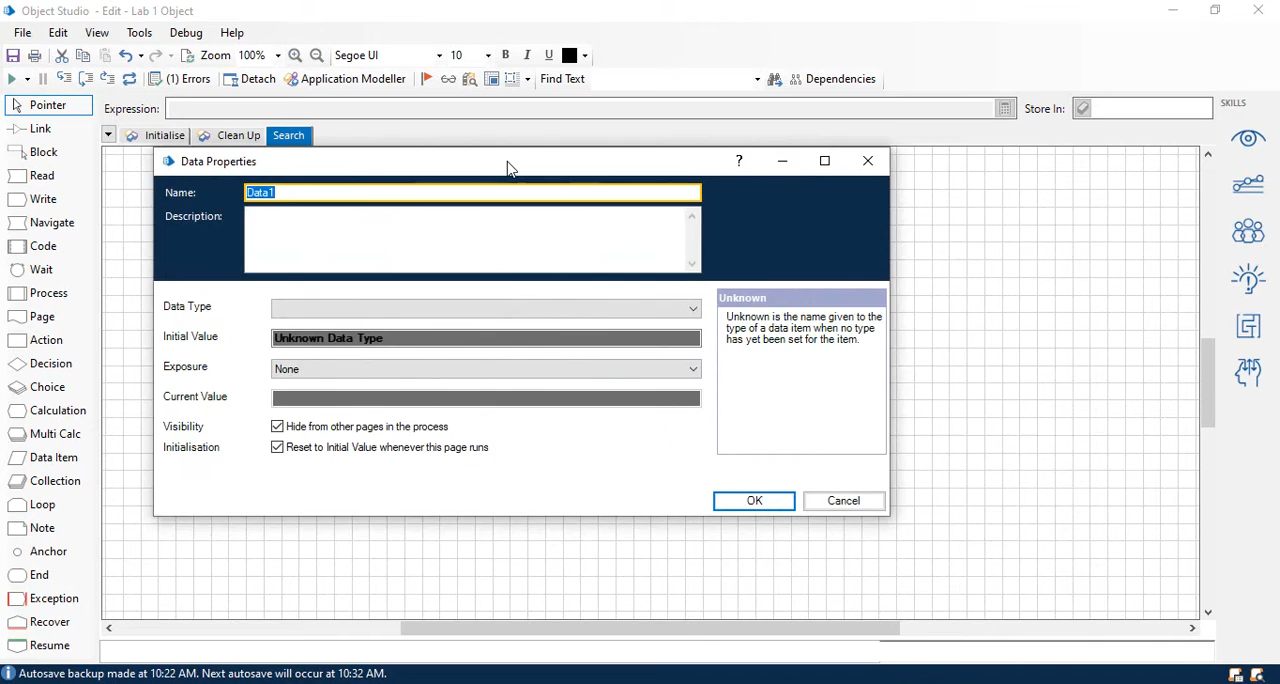 Object Studio - Edit - Lab 1 Object
File Edit View Tools Debug Help
Zoom 100% Segoe UI 10 B I U
(1) Errors Detach Application Modeller Find Text Dependencies
Pointer
Expression:
Store In:
SKILLS
Link
Initialise Clean Up Search
Block
Read
Write
Navigate
Code
Wait
Process
Page
Action
Decision
Choice
Calculation
Multi Calc
Data Item
Collection
Loop
Note
Anchor
End
Exception
Recover
Resume
Data Properties
?
Name: Data1
Description:
Data Type
Initial Value Unknown Data Type
Exposure None
Current Value
Visibility Hide from other pages in the process
Initialisation Reset to Initial Value whenever this page runs
Unknown
Unknown is the name given to the
type of a data item when no type
has yet been set for the item.
OK Cancel
Autosave backup made at 10:22 AM. Next autosave will occur at 10:32 AM.